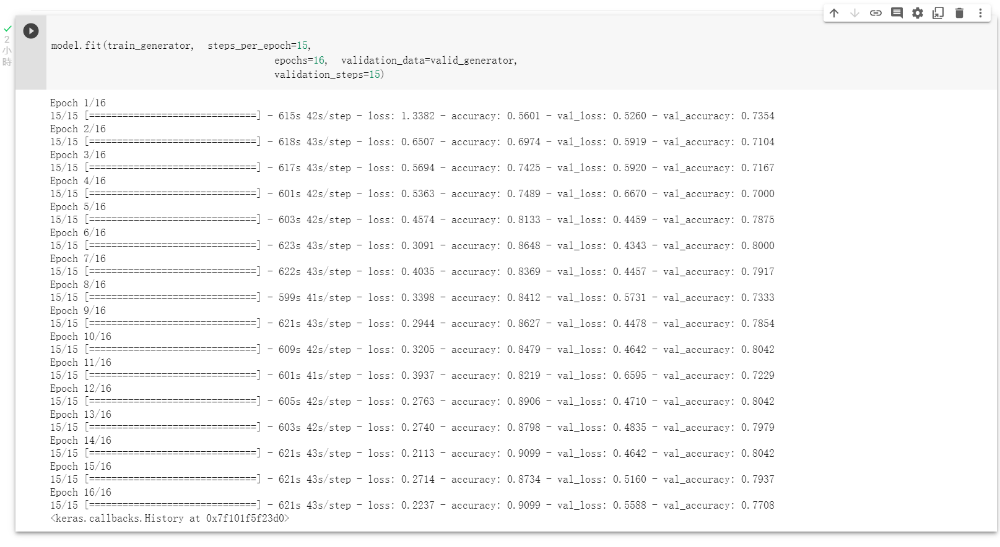 2
小
時
model.fit(train_generator, steps_per_epoch=15,
epochs=16, validation_data=valid_generator,
validation_steps=15)
Epoch 1/16
15/15 [==============================] - 615s 42s/step - loss: 1.3382 - accuracy: 0.5601 - val_loss: 0.5260 - val_accuracy: 0.7354
Epoch 2/16
15/15 [==============================] - 618s 43s/step - loss: 0.6507 - accuracy: 0.6974 - val_loss: 0.5919 - val_accuracy: 0.7104
Epoch 3/16
15/15 [==============================] - 617s 43s/step - loss: 0.5694 - accuracy: 0.7425 - val_loss: 0.5920 - val_accuracy: 0.7167
Epoch 4/16
15/15 [==============================] - 601s 42s/step - loss: 0.5363 - accuracy: 0.7489 - val_loss: 0.6670 - val_accuracy: 0.7000
Epoch 5/16
15/15 [==============================] - 603s 42s/step - loss: 0.4574 - accuracy: 0.8133 - val_loss: 0.4459 - val_accuracy: 0.7875
Epoch 6/16
15/15 [==============================] - 623s 43s/step - loss: 0.3091 - accuracy: 0.8648 - val_loss: 0.4343 - val_accuracy: 0.8000
Epoch 7/16
15/15 [==============================] - 622s 43s/step - loss: 0.4035 - accuracy: 0.8369 - val_loss: 0.4457 - val_accuracy: 0.7917
Epoch 8/16
15/15 [==============================] - 599s 41s/step - loss: 0.3398 - accuracy: 0.8412 - val_loss: 0.5731 - val_accuracy: 0.7333
Epoch 9/16
15/15 [==============================] - 621s 43s/step - loss: 0.2944 - accuracy: 0.8627 - val_loss: 0.4478 - val_accuracy: 0.7854
Epoch 10/16
15/15 [==============================] - 609s 42s/step - loss: 0.3205 - accuracy: 0.8479 - val_loss: 0.4642 - val_accuracy: 0.8042
Epoch 11/16
15/15 [==============================] - 601s 41s/step - loss: 0.3937 - accuracy: 0.8219 - val_loss: 0.6595 - val_accuracy: 0.7229
Epoch 12/16
15/15 [==============================] - 605s 42s/step - loss: 0.2763 - accuracy: 0.8906 - val_loss: 0.4710 - val_accuracy: 0.8042
Epoch 13/16
15/15 [==============================] - 603s 42s/step - loss: 0.2740 - accuracy: 0.8798 - val_loss: 0.4835 - val_accuracy: 0.7979
Epoch 14/16
15/15 [==============================] - 621s 43s/step - loss: 0.2113 - accuracy: 0.9099 - val_loss: 0.4642 - val_accuracy: 0.8042
Epoch 15/16
15/15 [==============================] - 621s 43s/step - loss: 0.2714 - accuracy: 0.8734 - val_loss: 0.5160 - val_accuracy: 0.7937
Epoch 16/16
15/15 [==============================] - 621s 43s/step - loss: 0.2237 - accuracy: 0.9099 - val_loss: 0.5588 - val_accuracy: 0.7708
<keras.callbacks.History at 0x7f101f5f23d0>